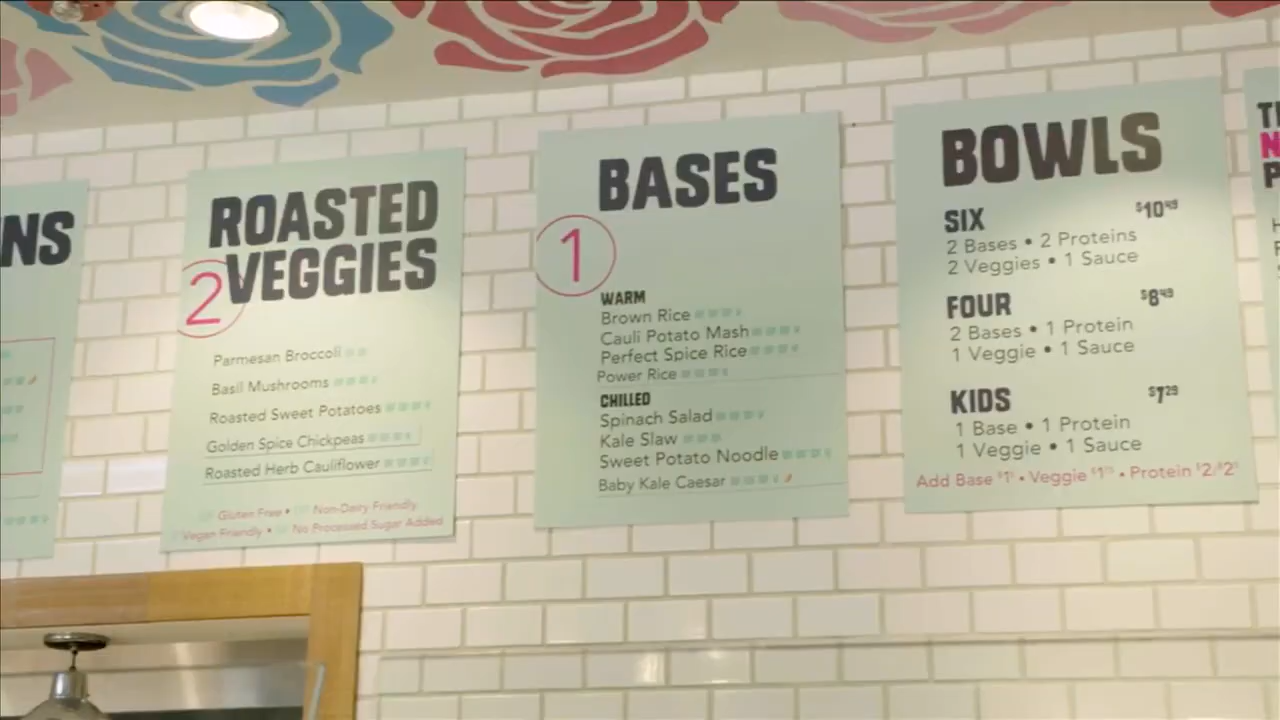 NS
ROASTED
VEGGIES
2
Parmesan Broccoli
Basil Mushrooms
Roasted Sweet Potatoes
Golden Spice Chickpeas
Roasted Herb Cauliflower
Gluten Free • Non-Dairy Friendly
Vegan Friendly • No Processed Sugar Added
BASES
1
WARM
Brown Rice
Cauli Potato Mash
Perfect Spice Rice
Power Rice
CHILLED
Spinach Salad
Kale Slaw
Sweet Potato Noodle
Baby Kale Caesar
BOWLS
SIX $10.49
2 Bases • 2 Proteins
2 Veggies • 1 Sauce
FOUR $8.49
2 Bases • 1 Protein
1 Veggie • 1 Sauce
KIDS $7.29
1 Base • 1 Protein
1 Veggie • 1 Sauce
Add Base • Veggie • Protein